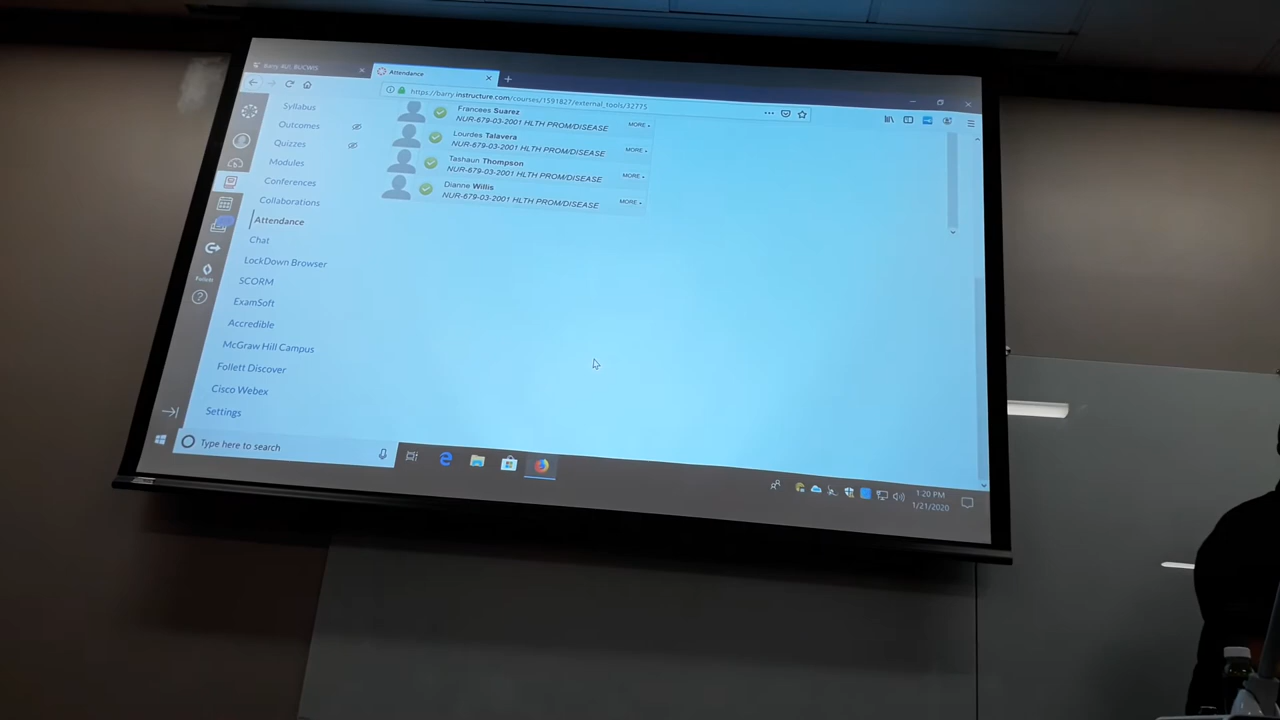 Barry 4U: BUCWIS
Attendance
https://barry.instructure.com/courses/1591827/external_tools/32775
Syllabus
Outcomes
Quizzes
Modules
Conferences
Collaborations
Attendance
Chat
LockDown Browser
SCORM
ExamSoft
Accredible
McGraw Hill Campus
Follett Discover
Cisco Webex
Settings
Follett
Francees Suarez
NUR-679-03-2001 HLTH PROM/DISEASE
MORE
Lourdes Talavera
NUR-679-03-2001 HLTH PROM/DISEASE
MORE
Tashaun Thompson
NUR-679-03-2001 HLTH PROM/DISEASE
MORE
Dianne Willis
NUR-679-03-2001 HLTH PROM/DISEASE
MORE
Type here to search
1:20 PM
1/21/2020